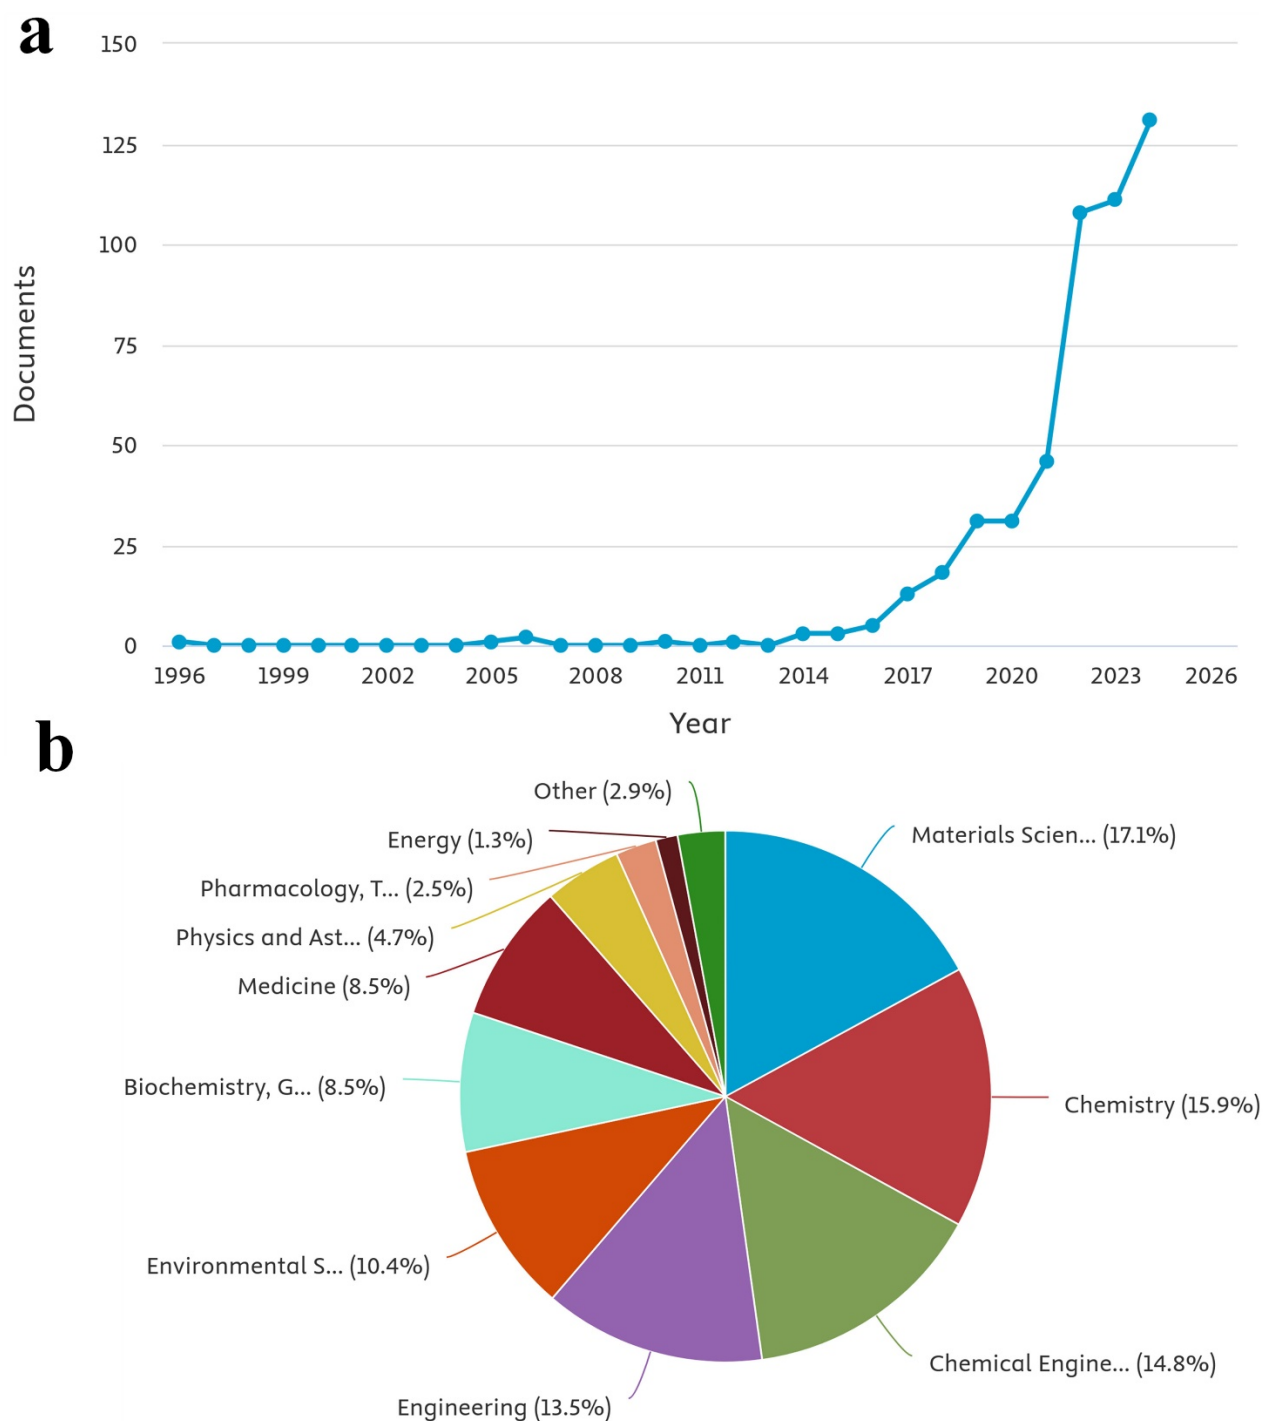 a
150
125
100
75
50
25
0
Documents
1996 1999 2002 2005 2008 2011 2014 2017 2020 2023 2026
Year
b
Other (2.9%)
Energy (1.3%)
Materials Scien... (17.1%)
Pharmacology, T... (2.5%)
Physics and Ast... (4.7%)
Medicine (8.5%)
Biochemistry, G... (8.5%)
Chemistry (15.9%)
Environmental S... (10.4%)
Chemical Engine... (14.8%)
Engineering (13.5%)